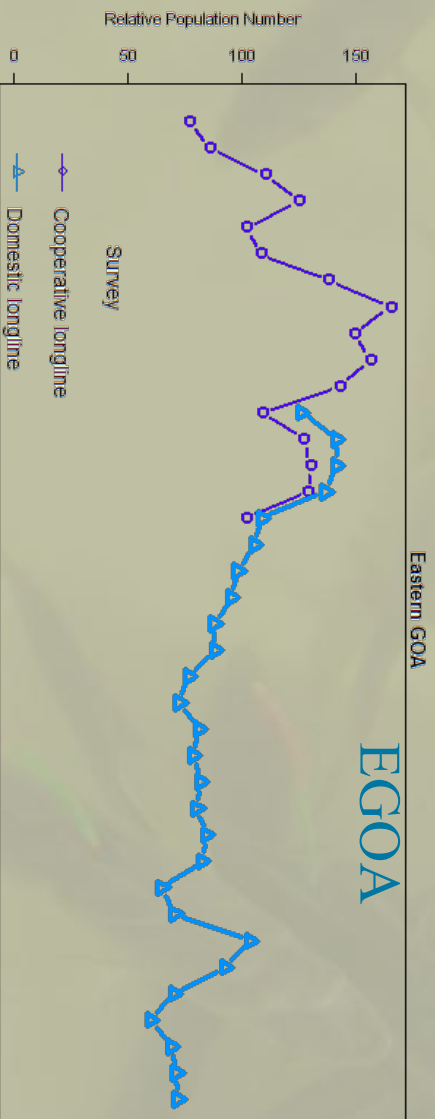 Eastern GOA
EGOA
Relative Population Number
150
100
50
0
Survey
Cooperative longline
Domestic longline